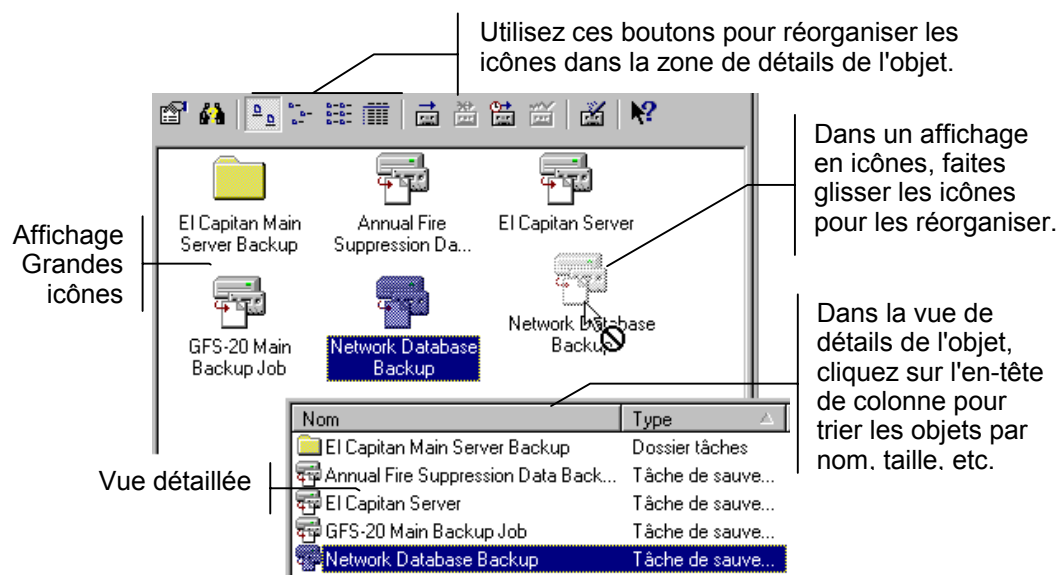 Utilisez ces boutons pour réorganiser les
icônes dans la zone de détails de l'objet.
Dans un affichage
en icônes, faites
glisser les icônes
pour les réorganiser.
El Capitan Main
Server Backup
Annual Fire
Suppression Da...
El Capitan Server
Affichage
Grandes
icônes
GFS-20 Main
Backup Job
Network Database
Backup
Network Database
Backup
Dans la vue de
détails de l'objet,
cliquez sur l'en-tête
de colonne pour
trier les objets par
nom, taille, etc.
Nom Type
El Capitan Main Server Backup Dossier tâches
Annual Fire Suppression Data Back... Tâche de sauve...
El Capitan Server Tâche de sauve...
GFS-20 Main Backup Job Tâche de sauve...
Network Database Backup Tâche de sauve...
Vue détaillée